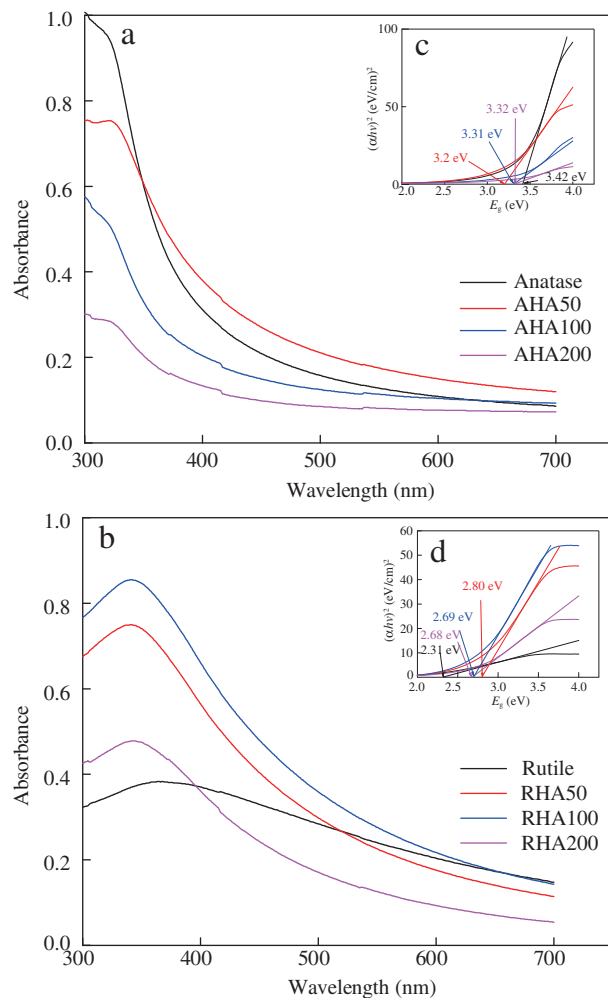 a
Absorbance
1.0
0.8
0.6
0.4
0.2
0.0
300
400
500
600
700
Wavelength (nm)
Anatase
AHA50
AHA100
AHA200
c
(αhν)² (eV/cm)²
100
50
0
2.0
2.5
3.0
3.5
4.0
E_g (eV)
3.32 eV
3.31 eV
3.2 eV
3.42 eV
b
Absorbance
1.0
0.8
0.6
0.4
0.2
0.0
300
400
500
600
700
Wavelength (nm)
Rutile
RHA50
RHA100
RHA200
d
(αhν)² (eV/cm)²
60
50
40
30
20
10
0
2.0
2.5
3.0
3.5
4.0
E_g (eV)
2.80 eV
2.69 eV
2.68 eV
2.31 eV